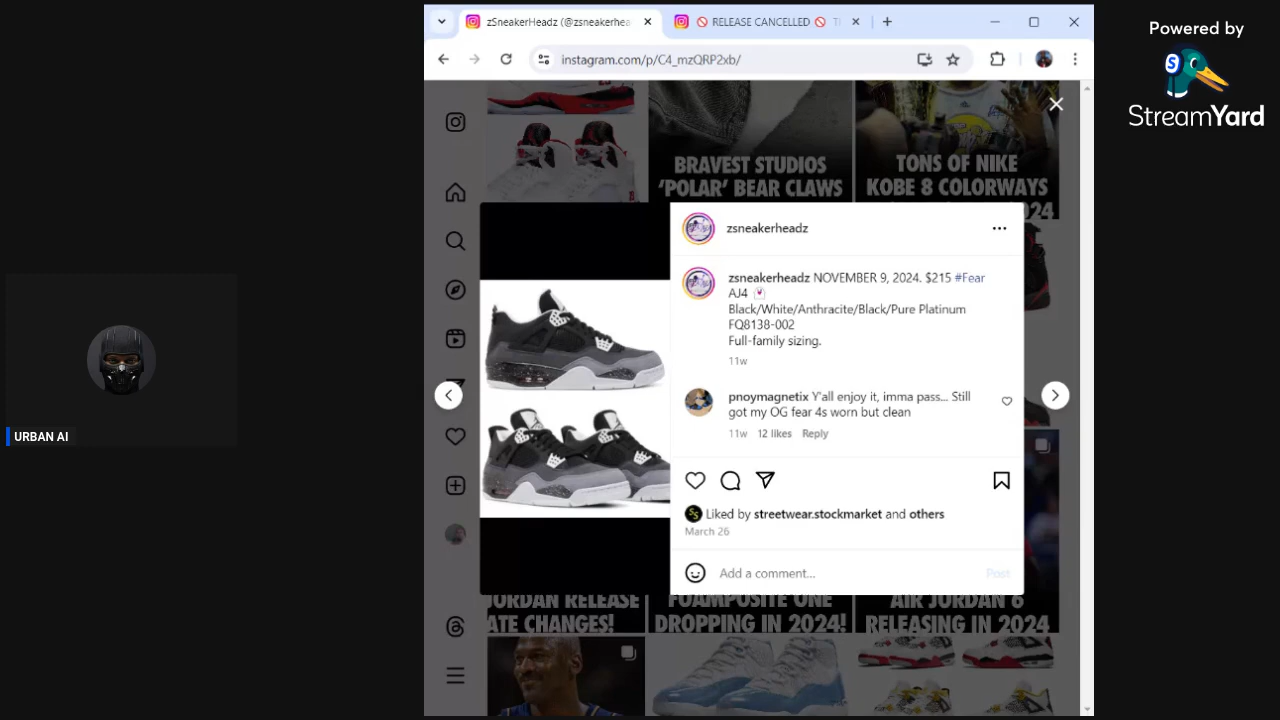 zSneakerHeadz (@zsneakerhea
RELEASE CANCELLED
instagram.com/p/C4_mzQRP2xb/
Powered by
StreamYard
BRAVEST STUDIOS
'POLAR' BEAR CLAWS
TONS OF NIKE
KOBE 8 COLORWAYS
zsneakerheadz
zsneakerheadz NOVEMBER 9, 2024. $215 #Fear
AJ4
Black/White/Anthracite/Black/Pure Platinum
FQ8138-002
Full-family sizing.
11w
pnoymagnetix Y'all enjoy it, imma pass... Still
got my OG fear 4s worn but clean
11w 12 likes Reply
Liked by streetwear.stockmarket and others
March 26
Add a comment...
Post
URBAN AI
JORDAN RELEASE
ATE CHANGES!
FOAMPOSITE ONE
DROPPING IN 2024!
AIR JORDAN 6
RELEASING IN 2024